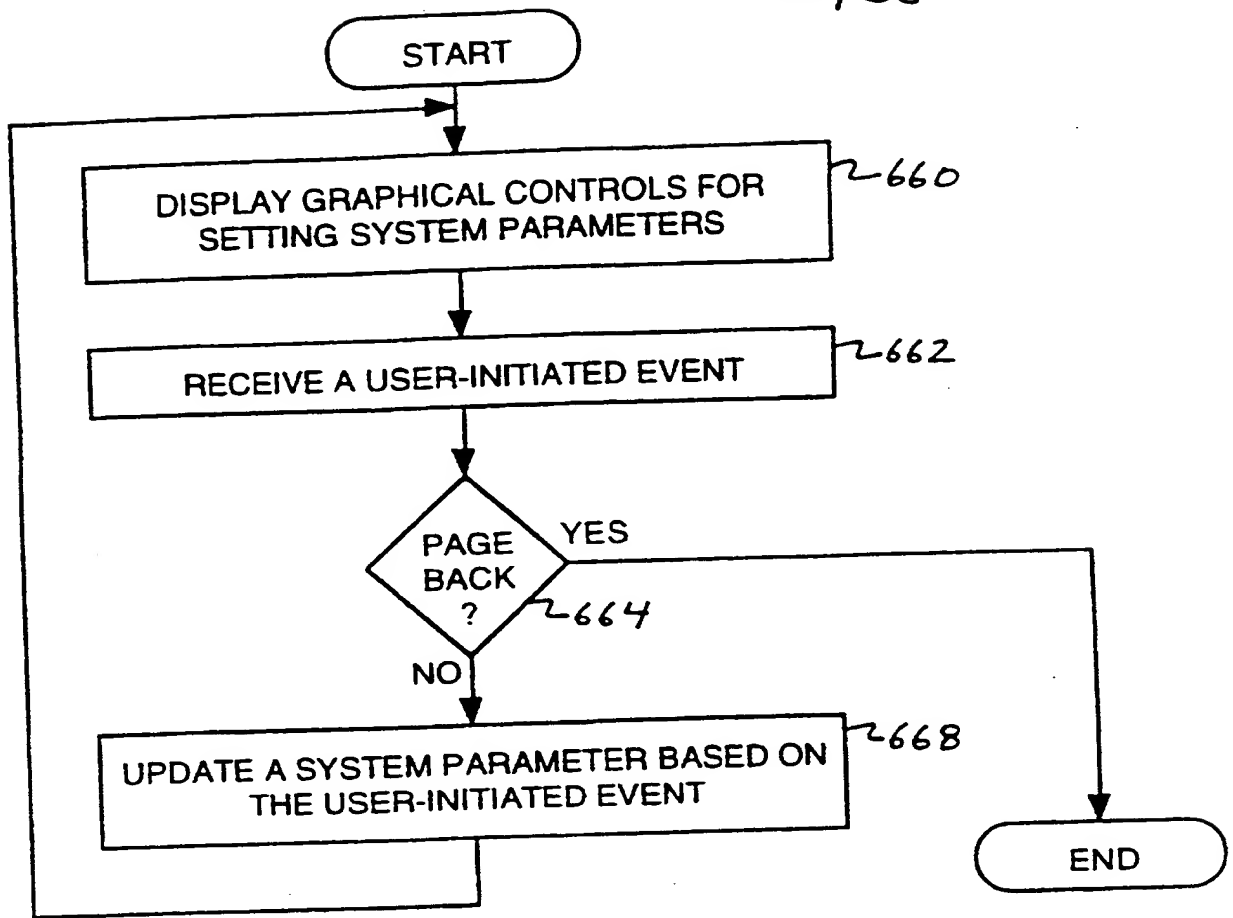 START
DISPLAY GRAPHICAL CONTROLS FOR
SETTING SYSTEM PARAMETERS
660
RECEIVE A USER-INITIATED EVENT
662
PAGE
BACK
?
YES
664
NO
UPDATE A SYSTEM PARAMETER BASED ON
THE USER-INITIATED EVENT
668
END